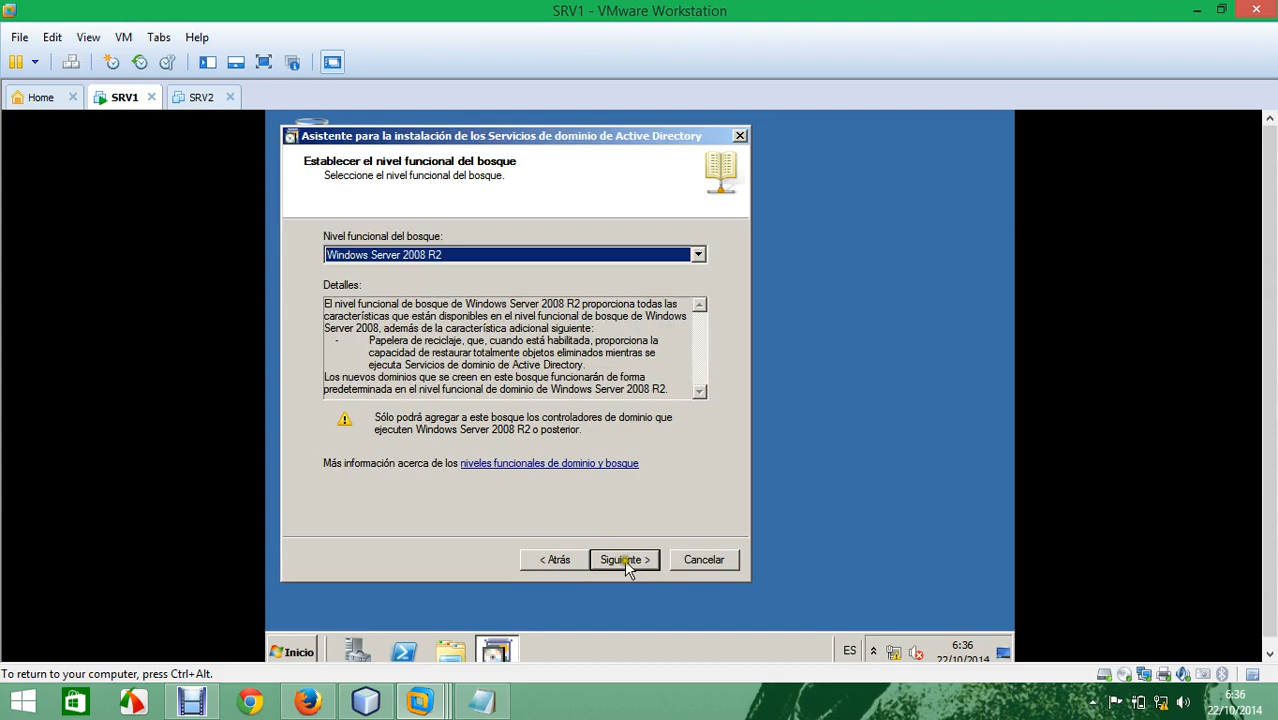 SRV1 - VMware Workstation
File Edit View VM Tabs Help
Home SRV1 SRV2
Asistente para la instalación de los Servicios de dominio de Active Directory
Establecer el nivel funcional del bosque
Seleccione el nivel funcional del bosque.
Nivel funcional del bosque:
Windows Server 2008 R2
Detalles:
El nivel funcional de bosque de Windows Server 2008 R2 proporciona todas las
características que están disponibles en el nivel funcional de bosque de Windows
Server 2008, además de la característica adicional siguiente:
- Papelera de reciclaje, que, cuando está habilitada, proporciona la
capacidad de restaurar totalmente objetos eliminados mientras se
ejecuta Servicios de dominio de Active Directory.
Los nuevos dominios que se creen en este bosque funcionarán de forma
predeterminada en el nivel funcional de dominio de Windows Server 2008 R2.
Sólo podrá agregar a este bosque los controladores de dominio que
ejecuten Windows Server 2008 R2 o posterior.
Más información acerca de los niveles funcionales de dominio y bosque
< Atrás Siguiente > Cancelar
Inicio ES 6:36
22/10/2014
To return to your computer, press Ctrl+Alt.
6:36
22/10/2014